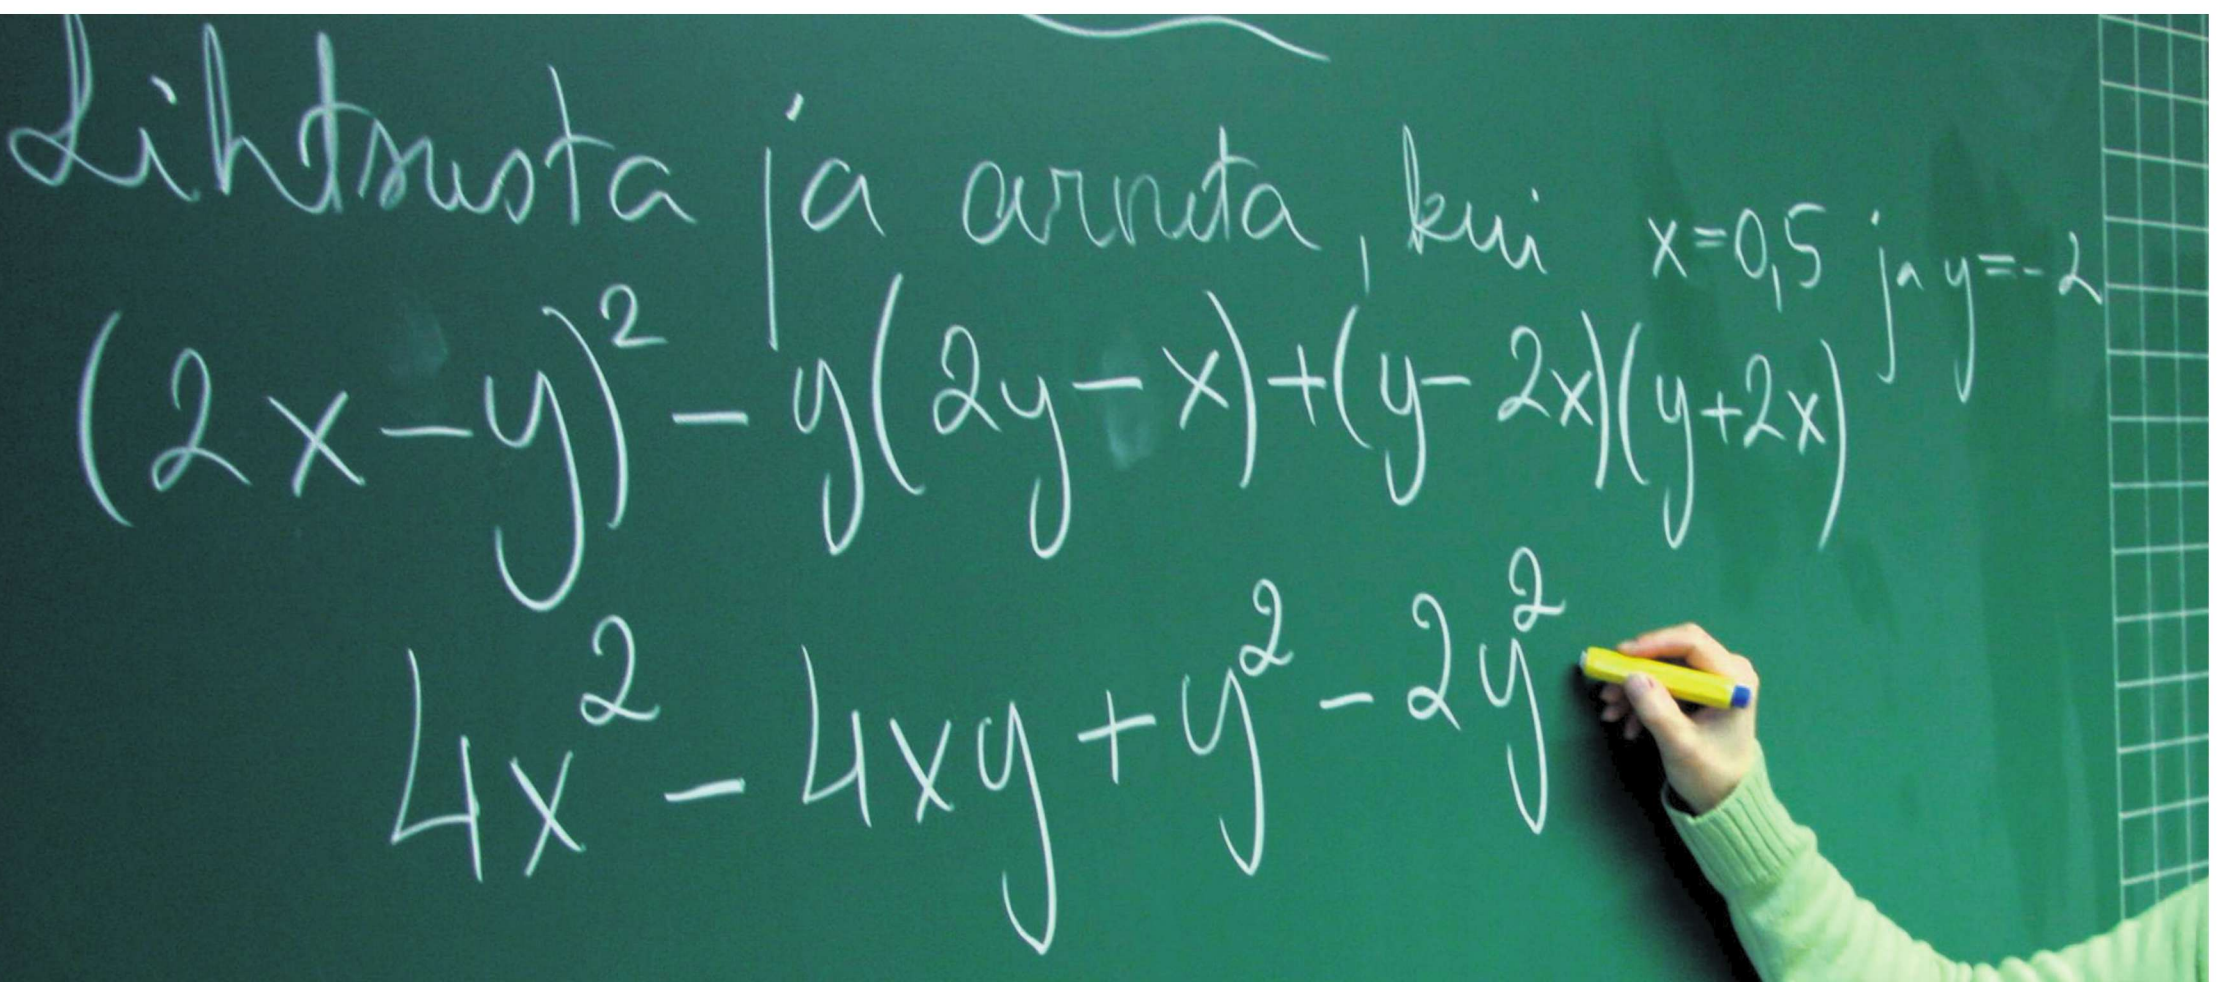 Lihtsusta ja arvuta, kui x=0,5 ja y=-2
(2x-y)² - y(2y-x)+(y-2x)(y+2x)
4x² - 4xy + y² - 2y²